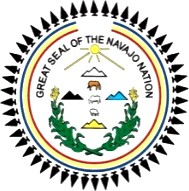 GREAT SEAL OF THE NAVAJO NATION